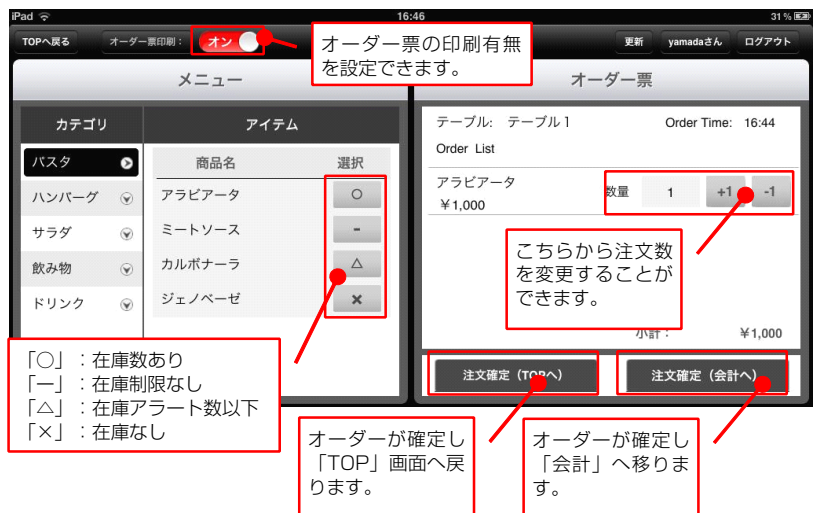 iPad 16:46 31%
TOPへ戻る オーダー票印刷： オン 更新 yamadaさん ログアウト
オーダー票の印刷有無
を設定できます。
メニュー オーダー票
カテゴリ アイテム
パスタ
ハンバーグ
サラダ
飲み物
ドリンク
商品名 選択
アラビアータ ○
ミートソース -
カルボナーラ △
ジェノベーゼ ×
テーブル: テーブル１ Order Time: 16:44
Order List
アラビアータ
￥1,000
数量 1 +1 -1
こちらから注文数
を変更することが
できます。
小計： ￥1,000
注文確定（TOPへ） 注文確定（会計へ）
「○」：在庫数あり
「ー」：在庫制限なし
「△」：在庫アラート数以下
「×」：在庫なし
オーダーが確定し
「TOP」画面へ戻
ります。
オーダーが確定し
「会計」へ移りま
す。